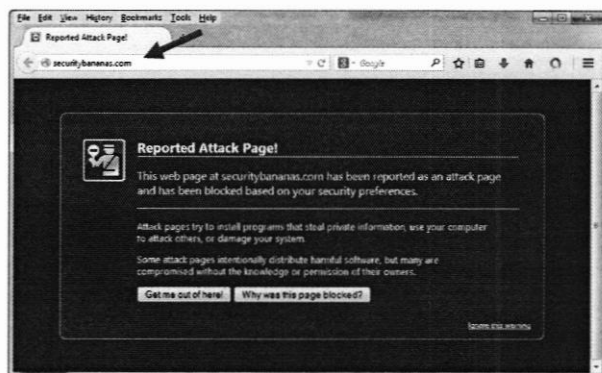 File Edit View History Bookmarks Tools Help
Reported Attack Page!
securitybananas.com
Google
Reported Attack Page!
This web page at securitybananas.com has been reported as an attack page
and has been blocked based on your security preferences.
Attack pages try to install programs that steal private information, use your computer
to attack others, or damage your system.
Some attack pages intentionally distribute harmful software, but many are
compromised without the knowledge or permission of their owners.
Get me out of here! Why was this page blocked?
Ignore this warning